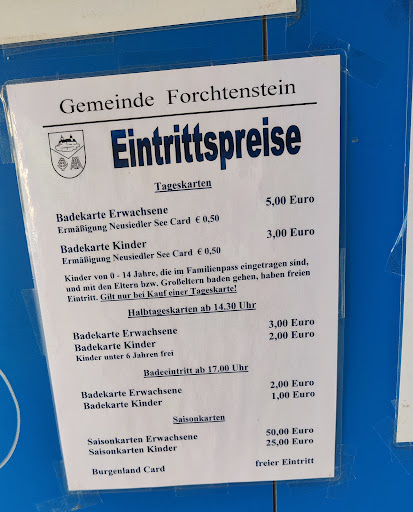 Gemeinde Forchtenstein
Eintrittspreise
Tageskarten
Badekarte Erwachsene 5,00 Euro
Ermäßigung Neusiedler See Card € 0,50
Badekarte Kinder 3,00 Euro
Ermäßigung Neusiedler See Card € 0,50
Kinder von 0 - 14 Jahre, die im Familienpass eingetragen sind,
und mit den Eltern bzw. Großeltern baden gehen, haben freien
Eintritt. Gilt nur bei Kauf einer Tageskarte!
Halbtageskarten ab 14.30 Uhr
Badekarte Erwachsene 3,00 Euro
Badekarte Kinder 2,00 Euro
Kinder unter 6 Jahren frei
Badeeintritt ab 17.00 Uhr
Badekarte Erwachsene 2,00 Euro
Badekarte Kinder 1,00 Euro
Saisonkarten
Saisonkarten Erwachsene 50,00 Euro
Saisonkarten Kinder 25,00 Euro
Burgenland Card freier Eintritt